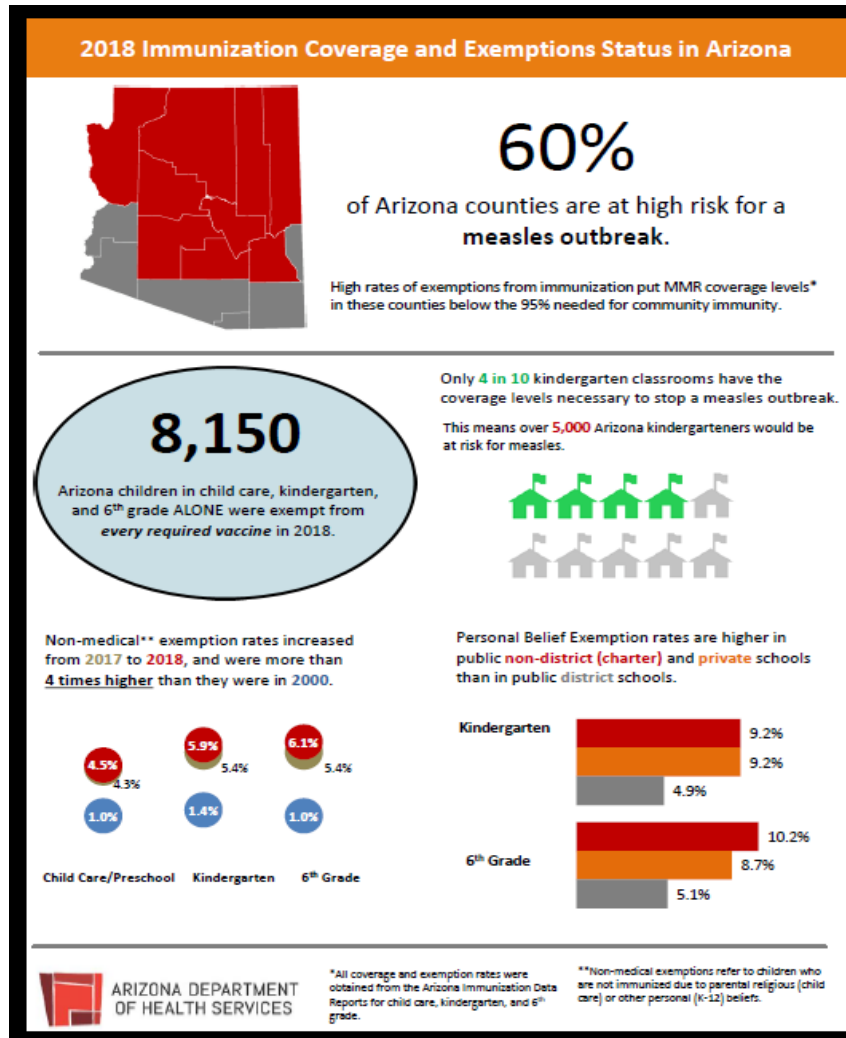 2018 Immunization Coverage and Exemptions Status in Arizona
60%
of Arizona counties are at high risk for a
measles outbreak.
High rates of exemptions from immunization put MMR coverage levels*
in these counties below the 95% needed for community immunity.
8,150
Arizona children in child care, kindergarten,
and 6th grade ALONE were exempt from
every required vaccine in 2018.
Only 4 in 10 kindergarten classrooms have the
coverage levels necessary to stop a measles outbreak.
This means over 5,000 Arizona kindergarteners would be
at risk for measles.
Non-medical** exemption rates increased
from 2017 to 2018, and were more than
4 times higher than they were in 2000.
4.5%
4.3%
1.0%
5.9%
5.4%
1.4%
6.1%
5.4%
1.0%
Child Care/Preschool
Kindergarten
6th Grade
Personal Belief Exemption rates are higher in
public non-district (charter) and private schools
than in public district schools.
Kindergarten
9.2%
9.2%
4.9%
6th Grade
10.2%
8.7%
5.1%
ARIZONA DEPARTMENT
OF HEALTH SERVICES
*All coverage and exemption rates were
obtained from the Arizona Immunization Data
Reports for child care, kindergarten, and 6th
grade.
**Non-medical exemptions refer to children who
are not immunized due to parental religious (child
care) or other personal (K-12) beliefs.